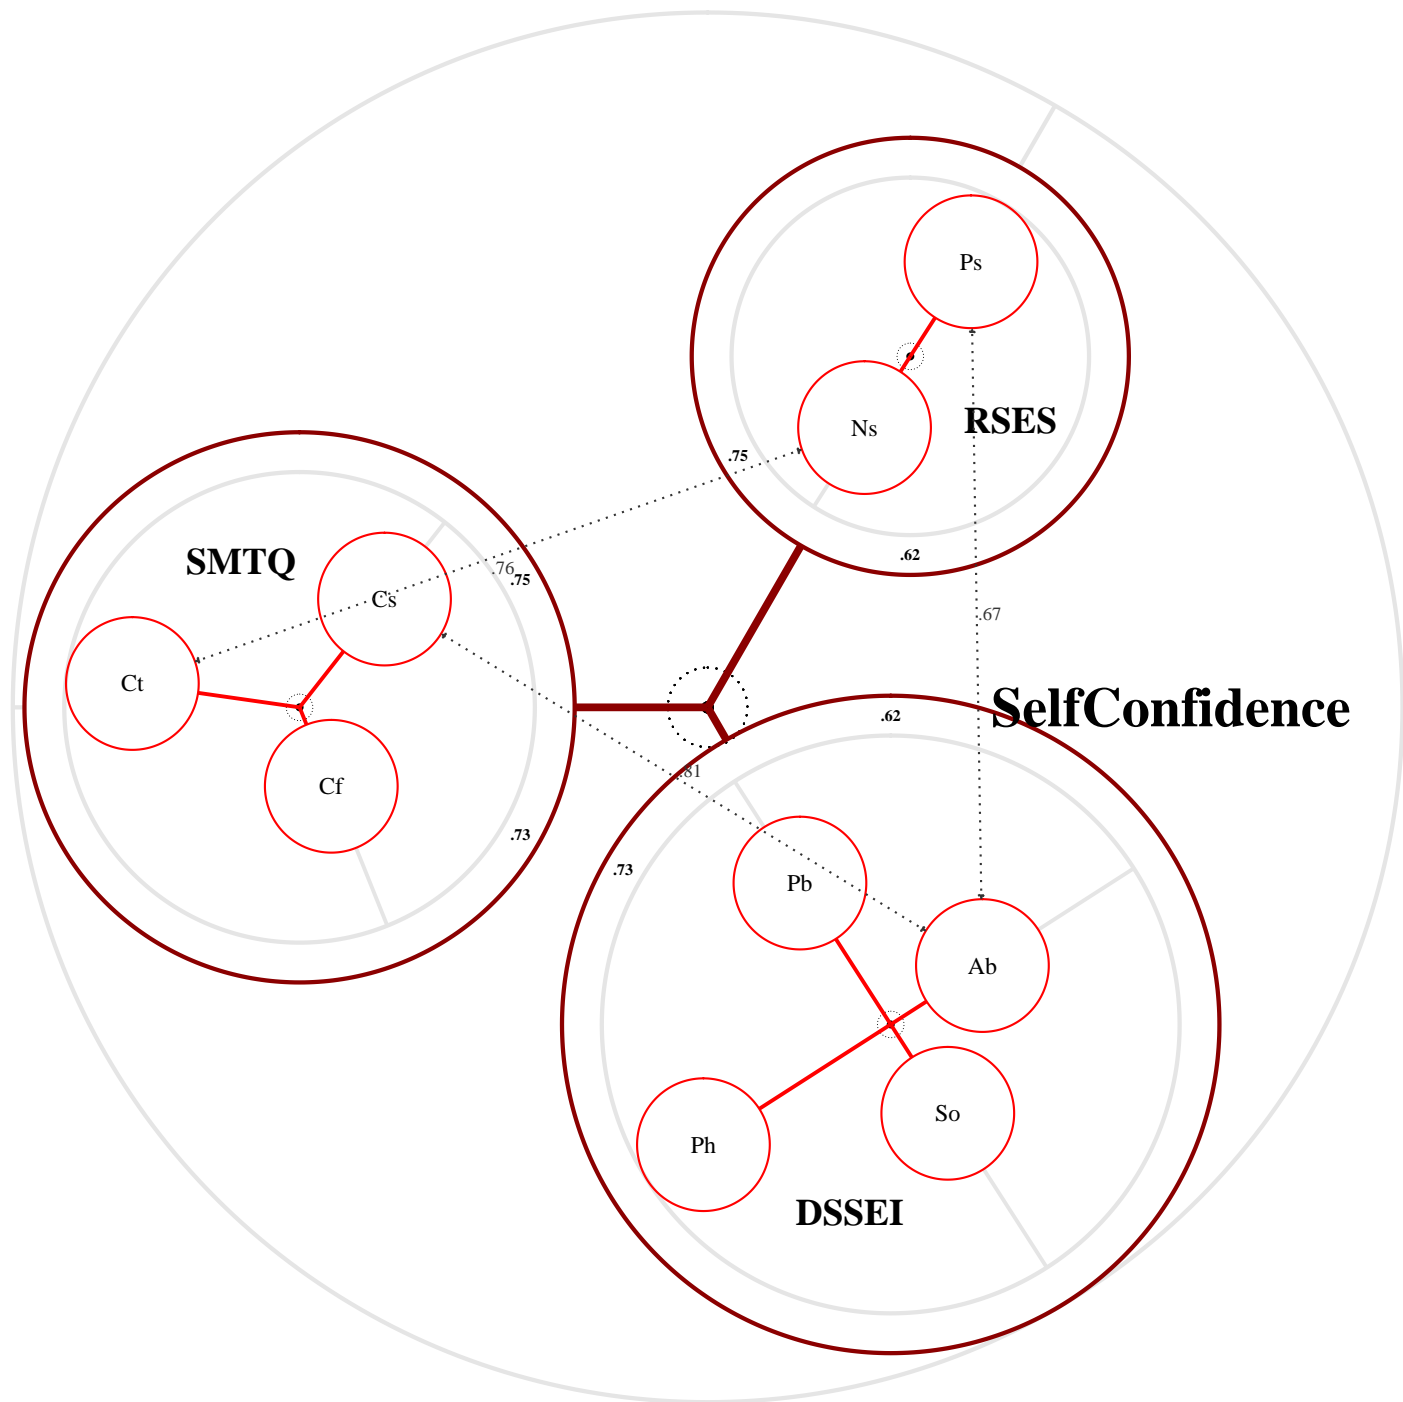 Ps
RSES
Ns
.75
.62
SMTQ
.76
.75
Cs
.67
Ct
SelfConfidence
.62
.81
Cf
.73
.73
Pb
Ab
So
Ph
DSSEI